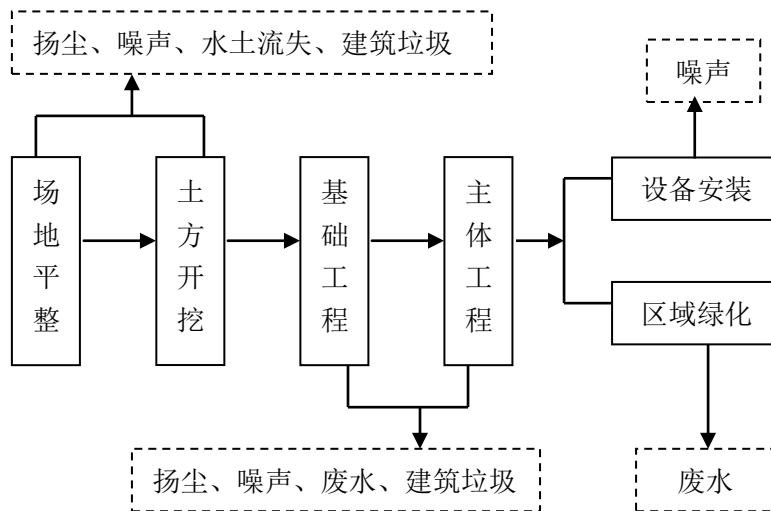 扬尘、噪声、水土流失、建筑垃圾
噪声
场地平整
土方开挖
基础工程
主体工程
设备安装
区域绿化
扬尘、噪声、废水、建筑垃圾
废水